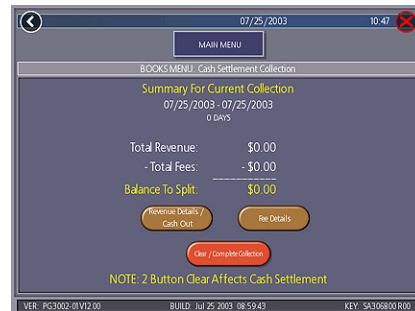 07/25/2003 10:47
MAIN MENU
BOOKS MENU: Cash Settlement Collection
Summary For Current Collection
07/25/2003 - 07/25/2003
0 DAYS
Total Revenue: $0.00
- Total Fees: - $0.00
Balance To Split: $0.00
Revenue Details / Cash Out
Fee Details
Clear / Complete Collection
NOTE: 2 Button Clear Affects Cash Settlement
VER: PG3002-01V12.00 BUILD: Jul 25 2003 08:59:43 KEY: SA306800 R00